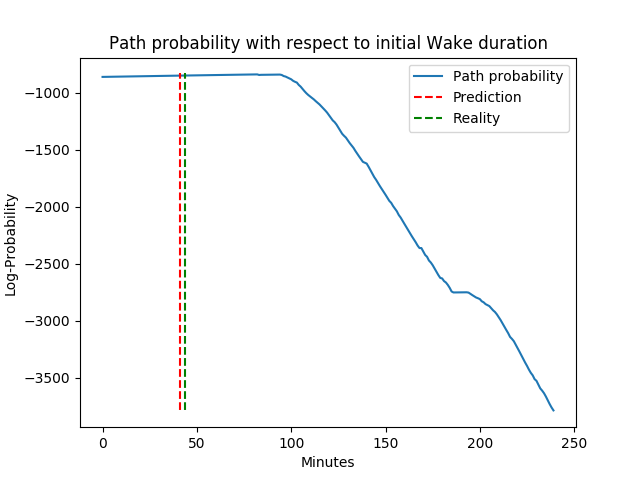 Path probability with respect to initial Wake duration
Path probability
Prediction
Reality
Log-Probability
−1000
−1500
−2000
−2500
−3000
−3500
0 50 100 150 200 250
Minutes